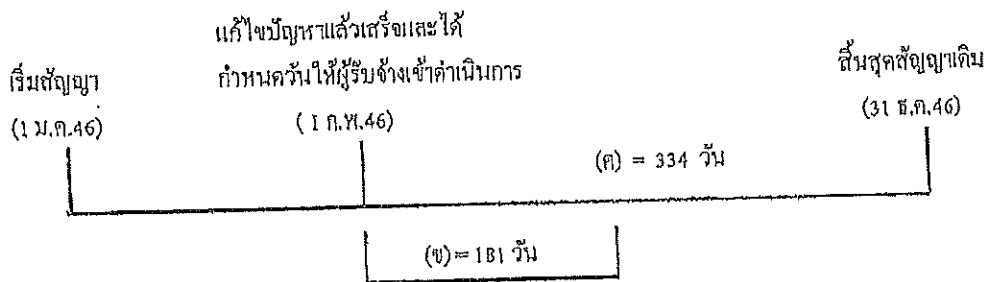 แก้ไขปัญหาแล้วเสร็จและได้
กำหนดวันให้ผู้รับจ้างเข้าดำเนินการ
(1 ก.พ.46)
เริ่มสัญญา
(1 ม.ค.46)
สิ้นสุดสัญญาเดิม
(31 ธ.ค.46)
(ค) = 334 วัน
(ข) = 181 วัน